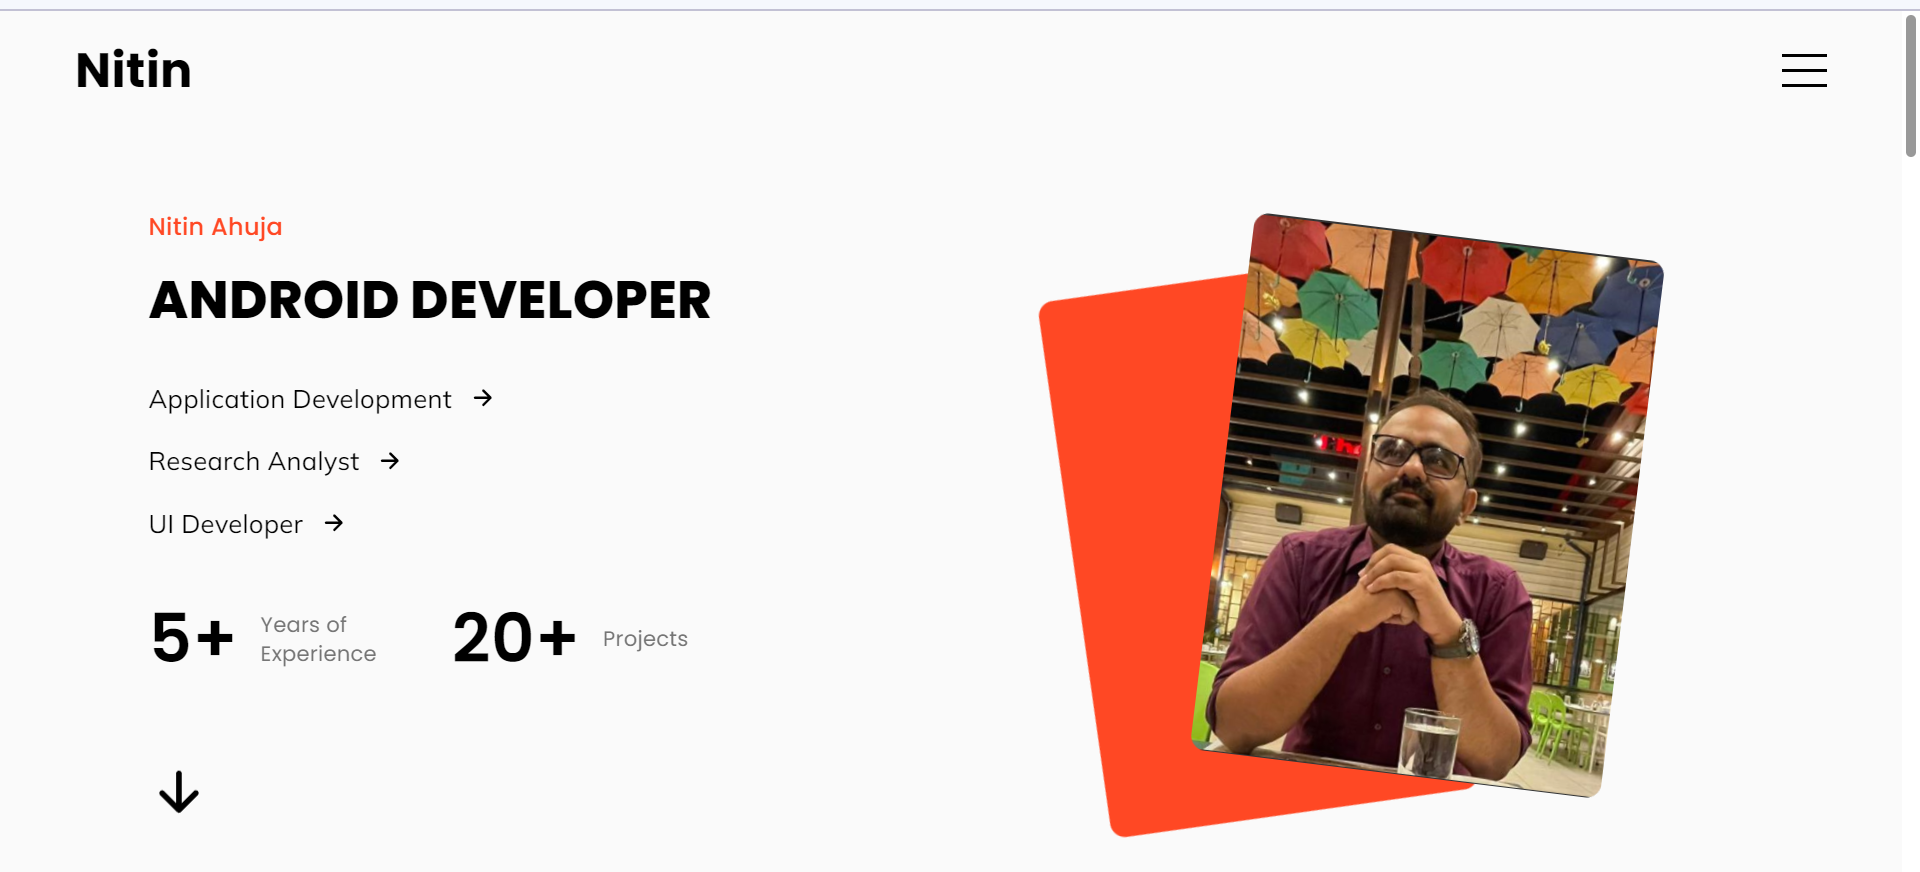 Nitin
Nitin Ahuja
ANDROID DEVELOPER
Application Development
Research Analyst
UI Developer
5+ Years of
Experience
20+ Projects